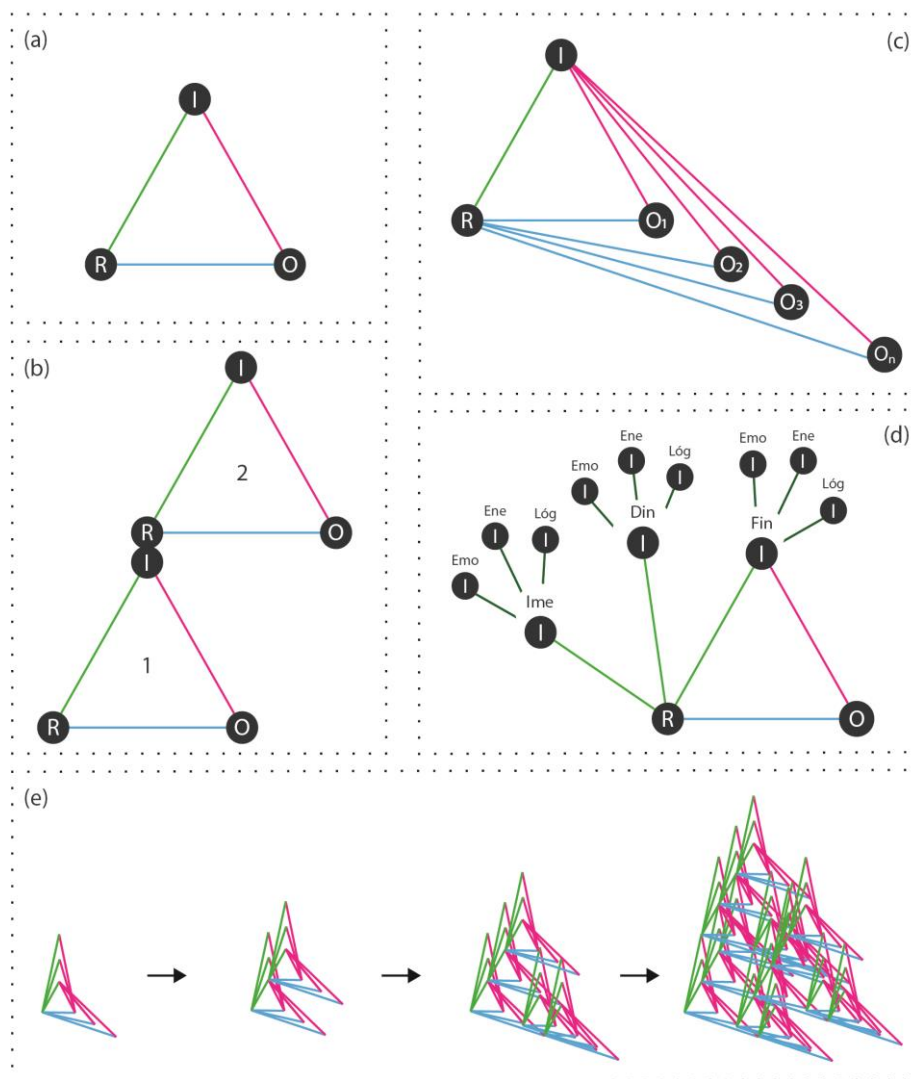 (a)
I
R O
(b)
I
2
R O
I
1
R O
(c)
I
R O₁
O₂
O₃
Oₙ
(d)
Emo Ene Lóg
I I I
Din
I
Emo Ene Lóg
I I I
Fin
I
Ene Lóg
I I
Emo
I
Ime
I
R O
(e)